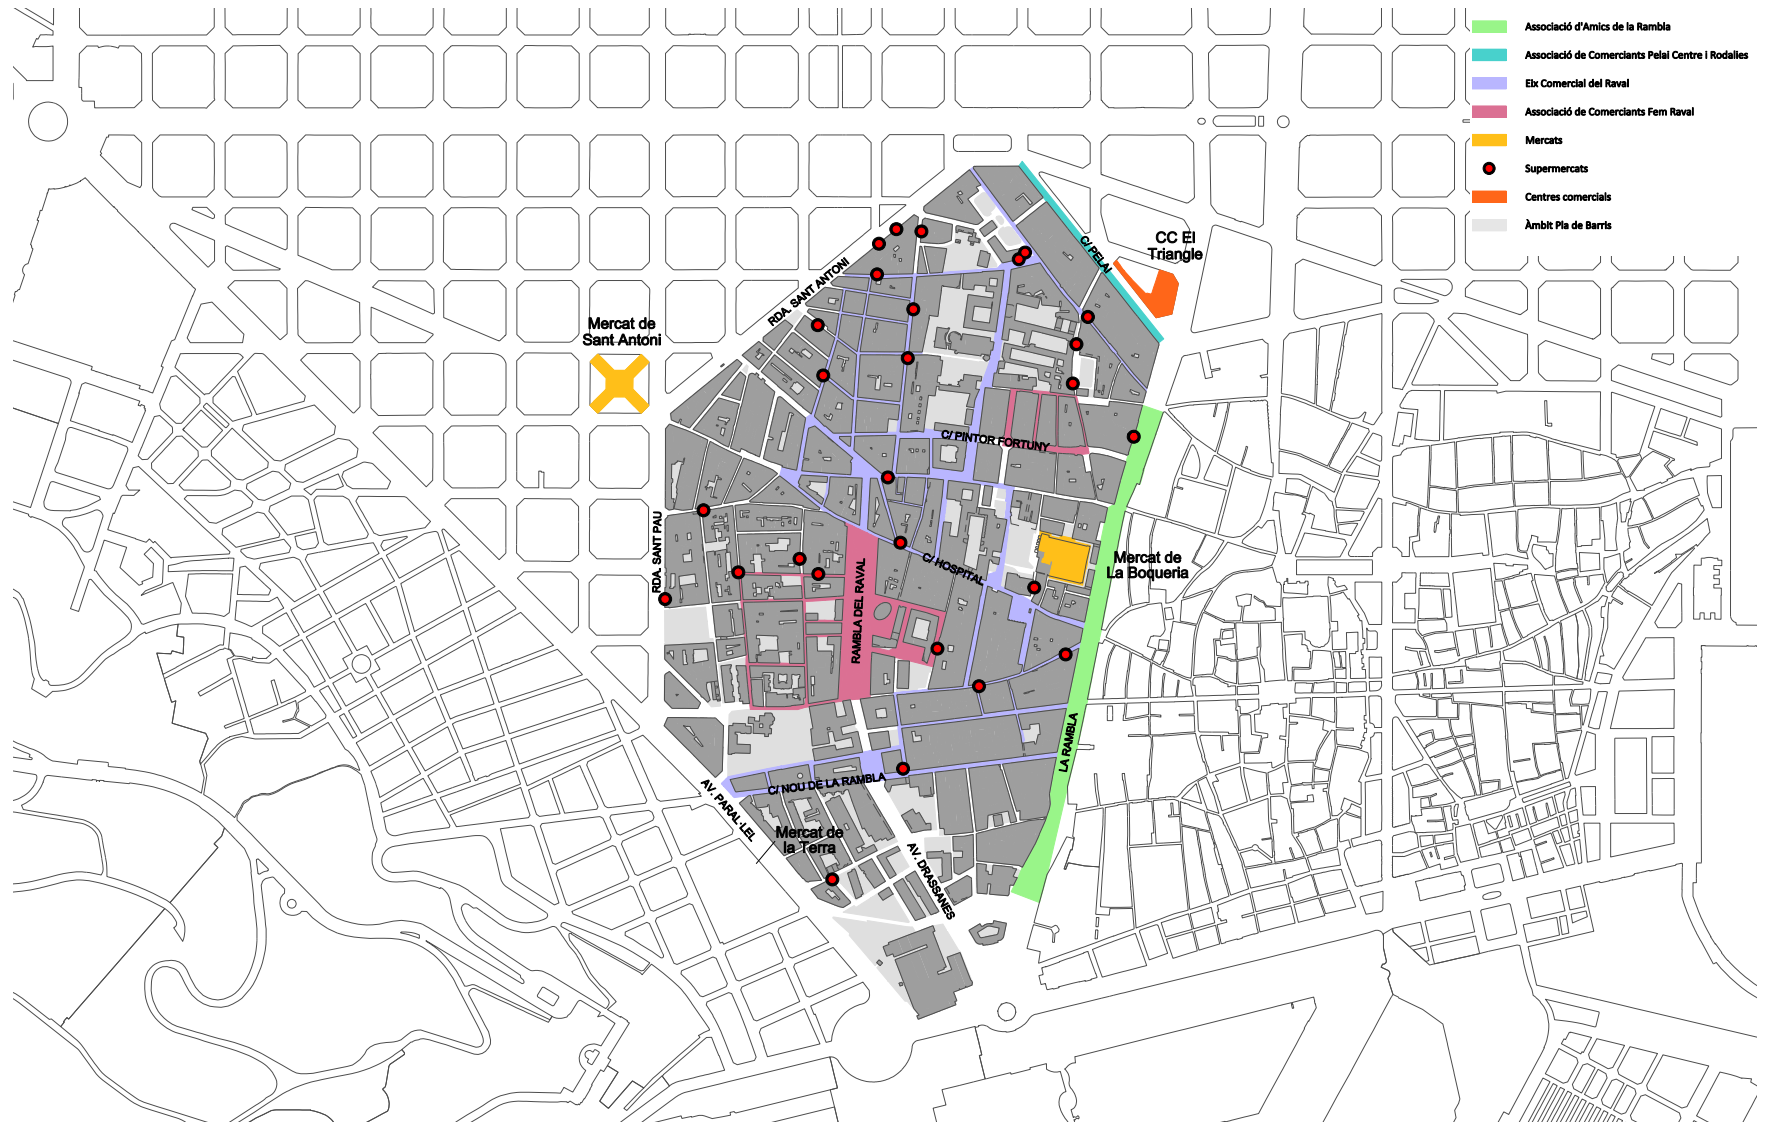 Associació d'Amics de la Rambla
Associació de Comerciants Pelai Centre i Rodalies
Eix Comercial del Raval
Associació de Comerciants Fem Raval
Mercats
Supermercats
Centres comercials
Àmbit Pla de Barris
CC El
Triangle
C/ PELAI
RDA. SANT ANTONI
Mercat de
Sant Antoni
C/ PINTOR FORTUNY
RDA. SANT PAU
C/ HOSPITAL
Mercat de
La Boqueria
RAMBLA DEL RAVAL
LA RAMBLA
C/ NOU DE LA RAMBLA
AV. PARAL·LEL
Mercat de
la Terra
AV. DRASSANES